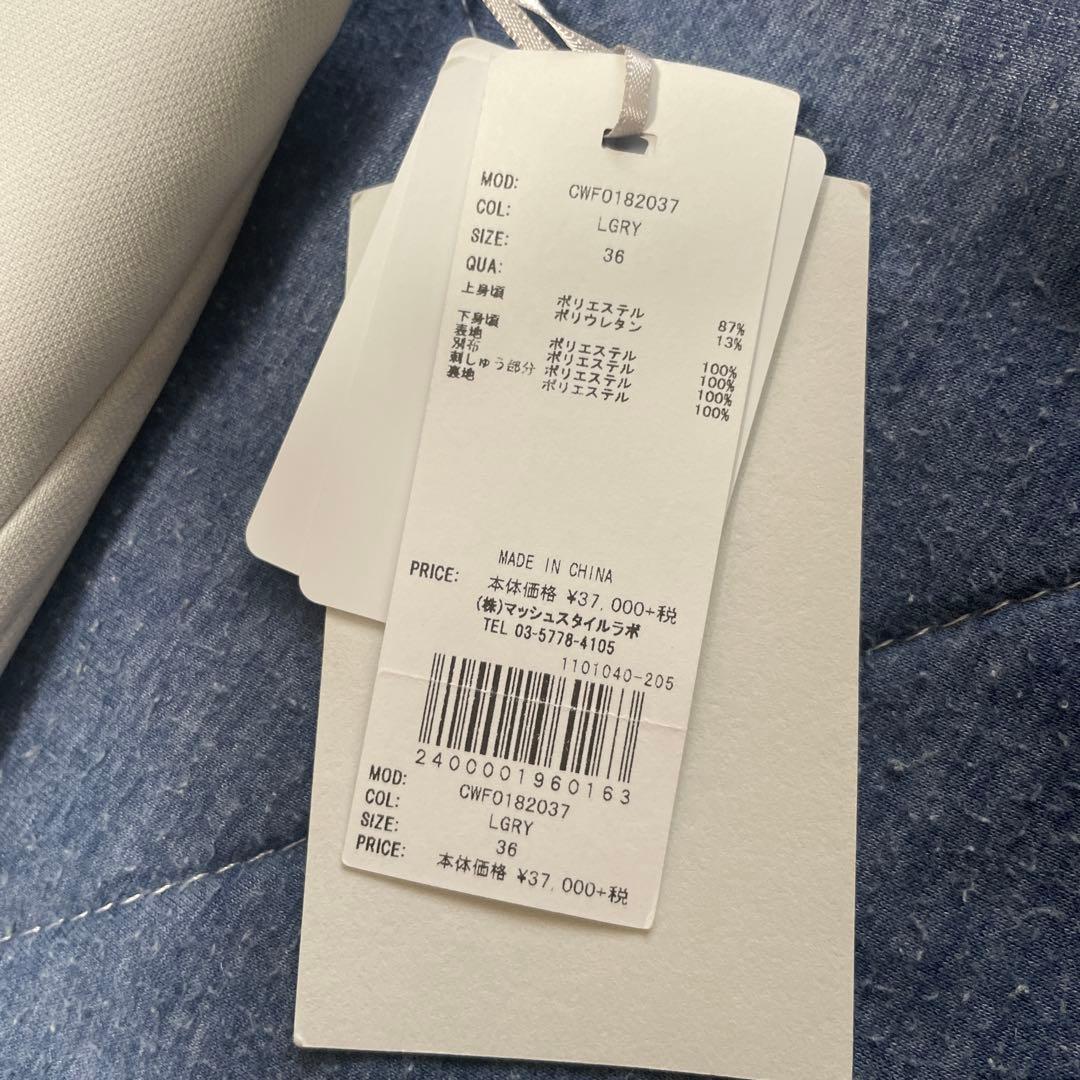 MOD: CWF0182037
COL: LGRY
SIZE: 36
QUA:
上身頃 ポリエステル 87%
ポリウレタン 13%
下身頃
表地 ポリエステル 100%
別布 ポリエステル 100%
刺しゅう部分 ポリエステル 100%
裏地 ポリエステル 100%
MADE IN CHINA
PRICE: 本体価格 ¥37,000+税
(株)マッシュスタイルラボ
TEL 03-5778-4105
1101040-205
2400001960163
MOD: CWF0182037
COL: LGRY
SIZE: 36
PRICE: 本体価格 ¥37,000+税